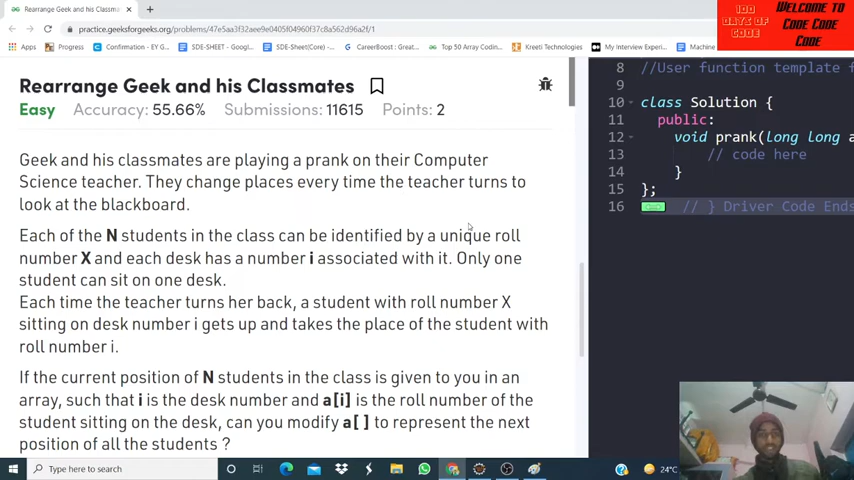 Rearrange Geek and his Classmates
practice.geeksforgeeks.org/problems/47e5aa3f32aee9e0405f04960f37c8a562d96a2f/1
Apps
Progress
Confirmation - EY G...
SDE-SHEET - Googl...
SDE-Sheet(Core) -...
CareerBoost : Great...
Top 50 Array Coding...
Kreeti Technologies
My Interview Experi...
Machine
100
DAYS OF
CODE
WELCOME TO
CODE CODE
CODE
Rearrange Geek and his Classmates
Easy Accuracy: 55.66% Submissions: 11615 Points: 2
Geek and his classmates are playing a prank on their Computer
Science teacher. They change places every time the teacher turns to
look at the blackboard.
Each of the N students in the class can be identified by a unique roll
number X and each desk has a number i associated with it. Only one
student can sit on one desk.
Each time the teacher turns her back, a student with roll number X
sitting on desk number i gets up and takes the place of the student with
roll number i.
If the current position of N students in the class is given to you in an
array, such that i is the desk number and a[i] is the roll number of the
student sitting on the desk, can you modify a[ ] to represent the next
position of all the students ?
8 //User function template f
9
10 class Solution {
11 public:
12 void prank(long long a
13 // code here
14 }
15 };
16 // } Driver Code Ends
Type here to search
24°C